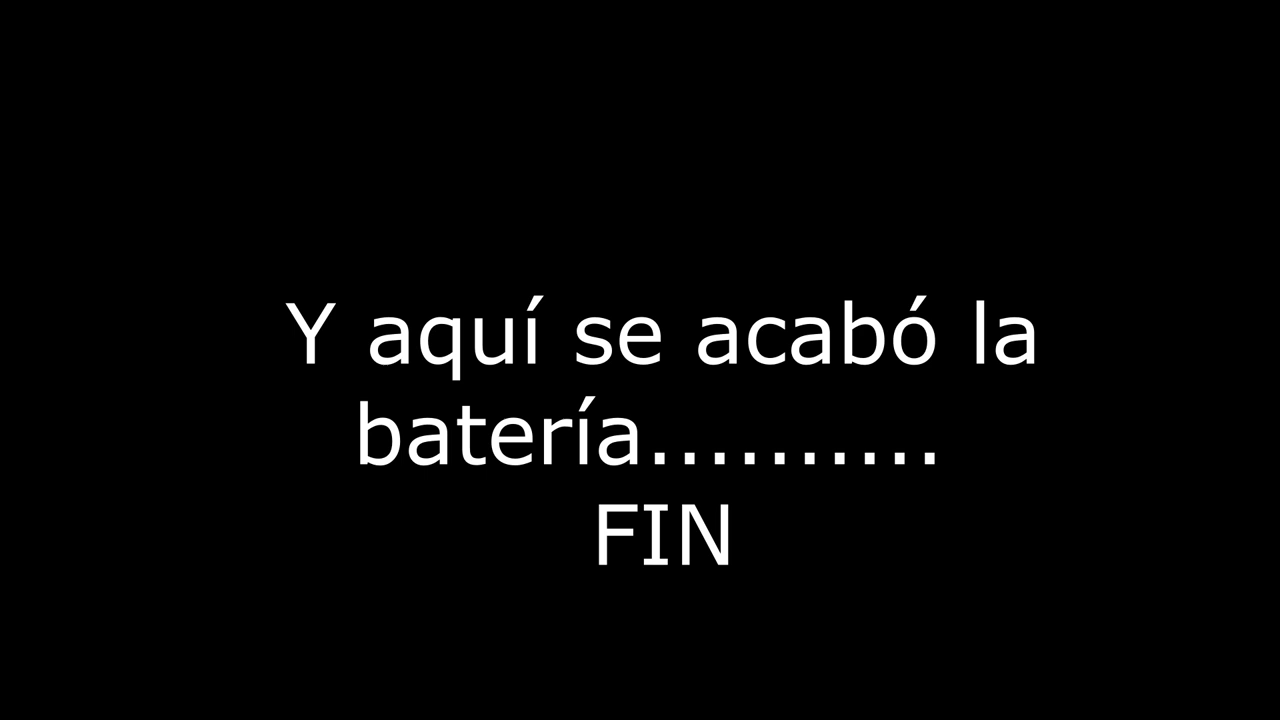 Y aquí se acabó la
batería..........
FIN